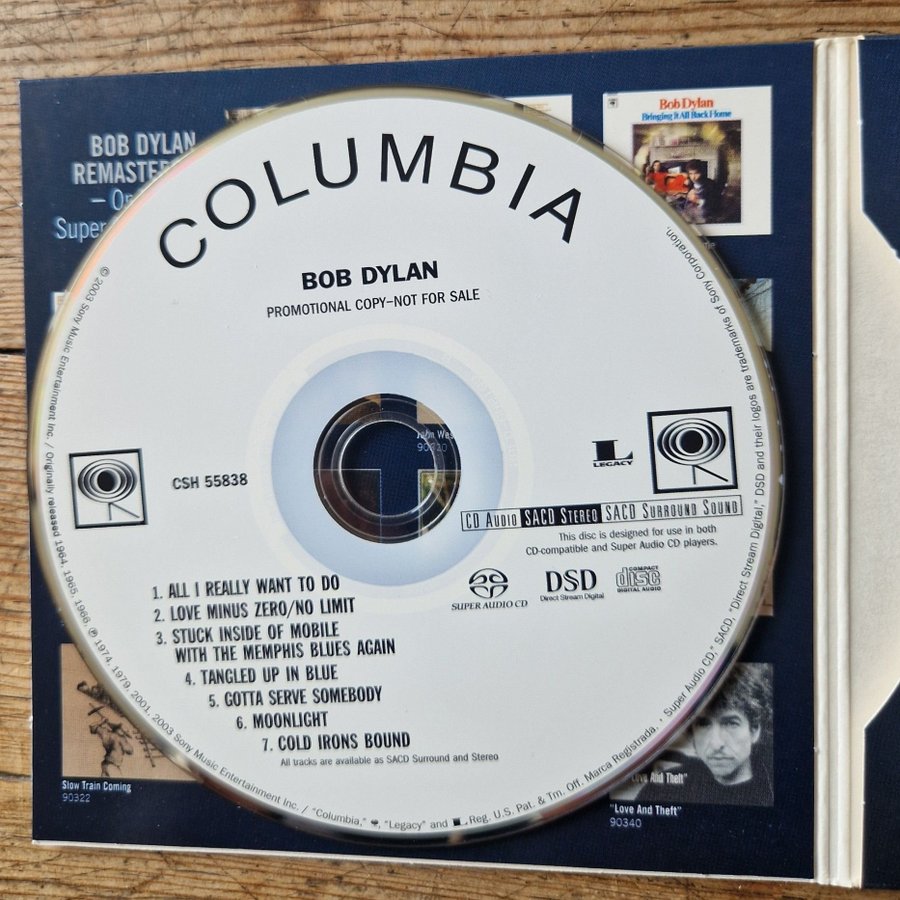 BOB DYLAN
REMASTER
Super
Bob Dylan
Bringing It All Back Home
COLUMBIA
BOB DYLAN
PROMOTIONAL COPY–NOT FOR SALE
John Wes
90320
CSH 55838
L
LEGACY
CD AUDIO SACD STEREO SACD SURROUND SOUND
This disc is designed for use in both
CD-compatible and Super Audio CD players.
SUPER AUDIO CD
DSD
Direct Stream Digital
COMPACT
disc
DIGITAL AUDIO
1. ALL I REALLY WANT TO DO
2. LOVE MINUS ZERO/NO LIMIT
3. STUCK INSIDE OF MOBILE
WITH THE MEMPHIS BLUES AGAIN
4. TANGLED UP IN BLUE
5. GOTTA SERVE SOMEBODY
6. MOONLIGHT
7. COLD IRONS BOUND
All tracks are available as SACD Surround and Stereo
© 2003 Sony Music Entertainment Inc. / Originally released 1964, 1965, 1966, ℗ 1974, 1979, 2001, 2003 Sony Music Entertainment Inc. / "Columbia," "Legacy" and L Reg. U.S. Pat. & Tm. Off. Marca Registrada. Super Audio CD," SACD, "Direct Stream Digital," DSD and their logos are trademarks of Sony Corporation.
Slow Train Coming
90322
"Love And Theft"
"Love And Theft"
90340